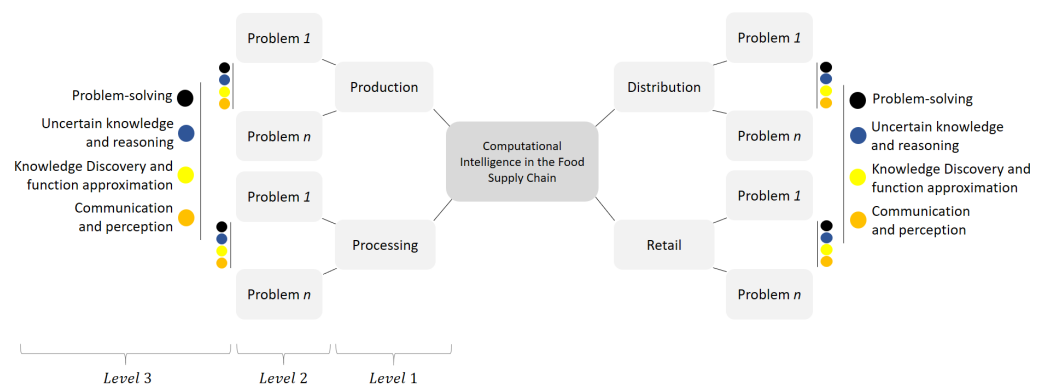 Problem 1
Problem 1
Production
Distribution
Problem-solving
Problem-solving
Uncertain knowledge
and reasoning
Uncertain knowledge
and reasoning
Problem n
Problem n
Computational
Intelligence in the Food
Supply Chain
Knowledge Discovery and
function approximation
Knowledge Discovery and
function approximation
Problem 1
Problem 1
Communication
and perception
Communication
and perception
Processing
Retail
Problem n
Problem n
Level 3
Level 2
Level 1